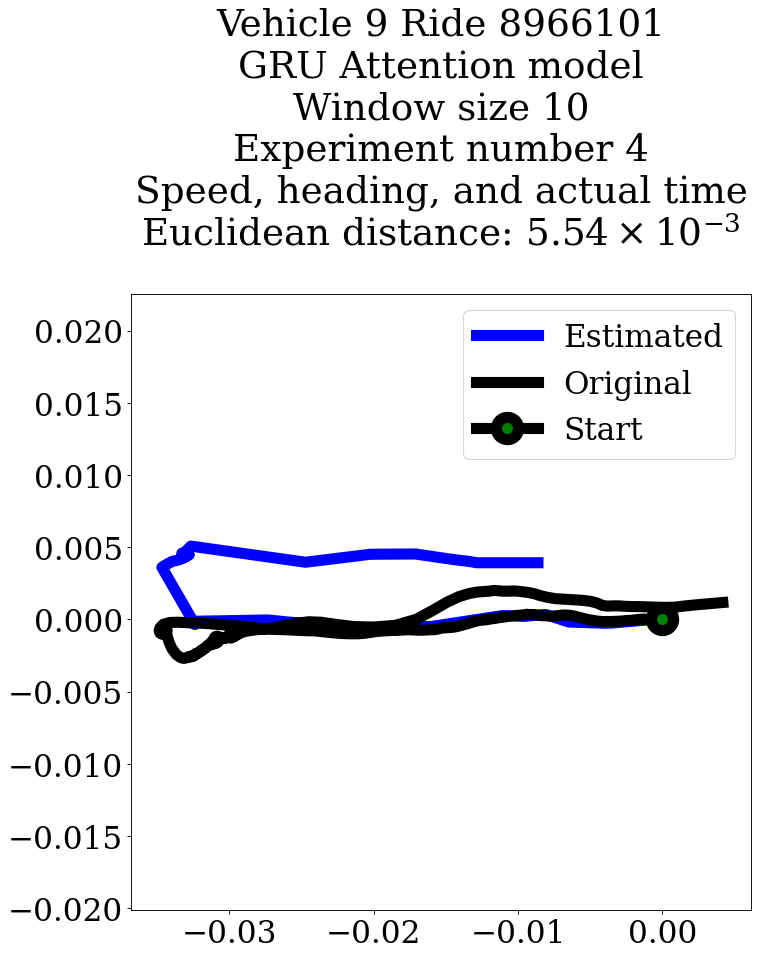 Vehicle 9 Ride 8966101
GRU Attention model
Window size 10
Experiment number 4
Speed, heading, and actual time
Euclidean distance: 5.54 × 10⁻³
Estimated
Original
Start
0.020
0.015
0.010
0.005
0.000
−0.005
−0.010
−0.015
−0.020
−0.03 −0.02 −0.01 0.00